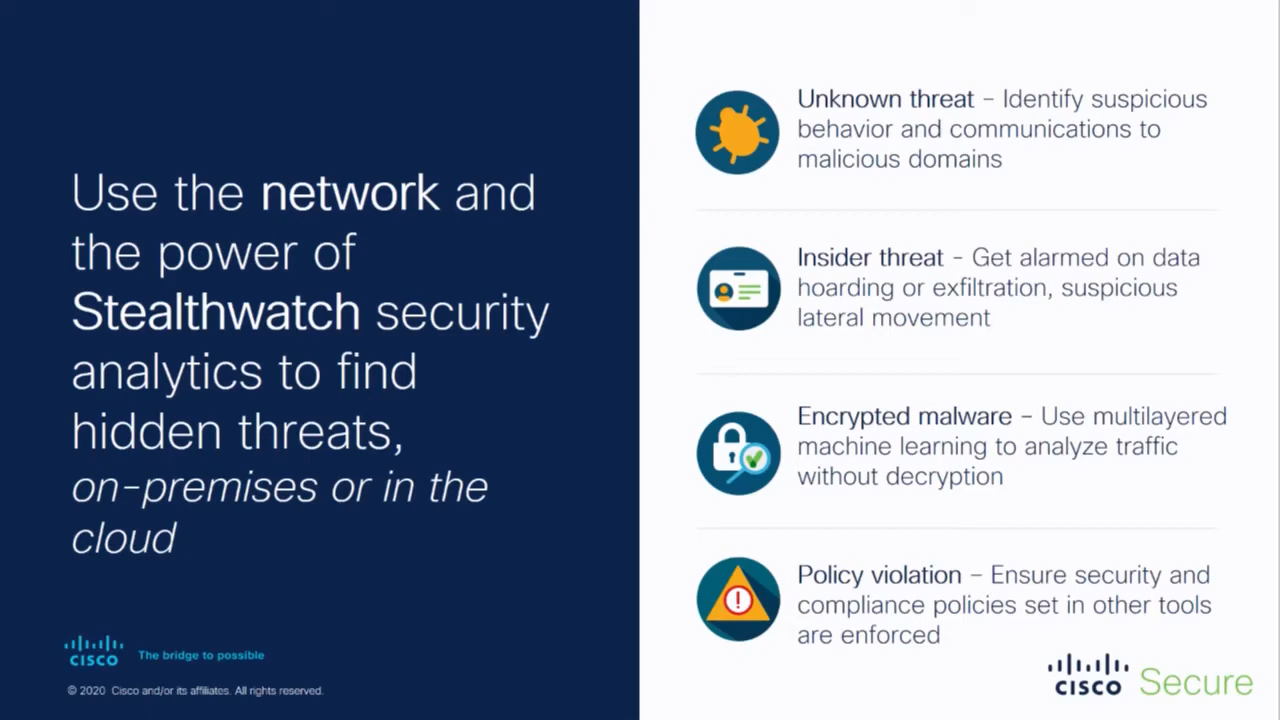 Use the network and
the power of
Stealthwatch security
analytics to find
hidden threats,
on-premises or in the
cloud
CISCO The bridge to possible
© 2020 Cisco and/or its affiliates. All rights reserved.
Unknown threat – Identify suspicious
behavior and communications to
malicious domains
Insider threat – Get alarmed on data
hoarding or exfiltration, suspicious
lateral movement
Encrypted malware – Use multilayered
machine learning to analyze traffic
without decryption
Policy violation – Ensure security and
compliance policies set in other tools
are enforced
CISCO Secure